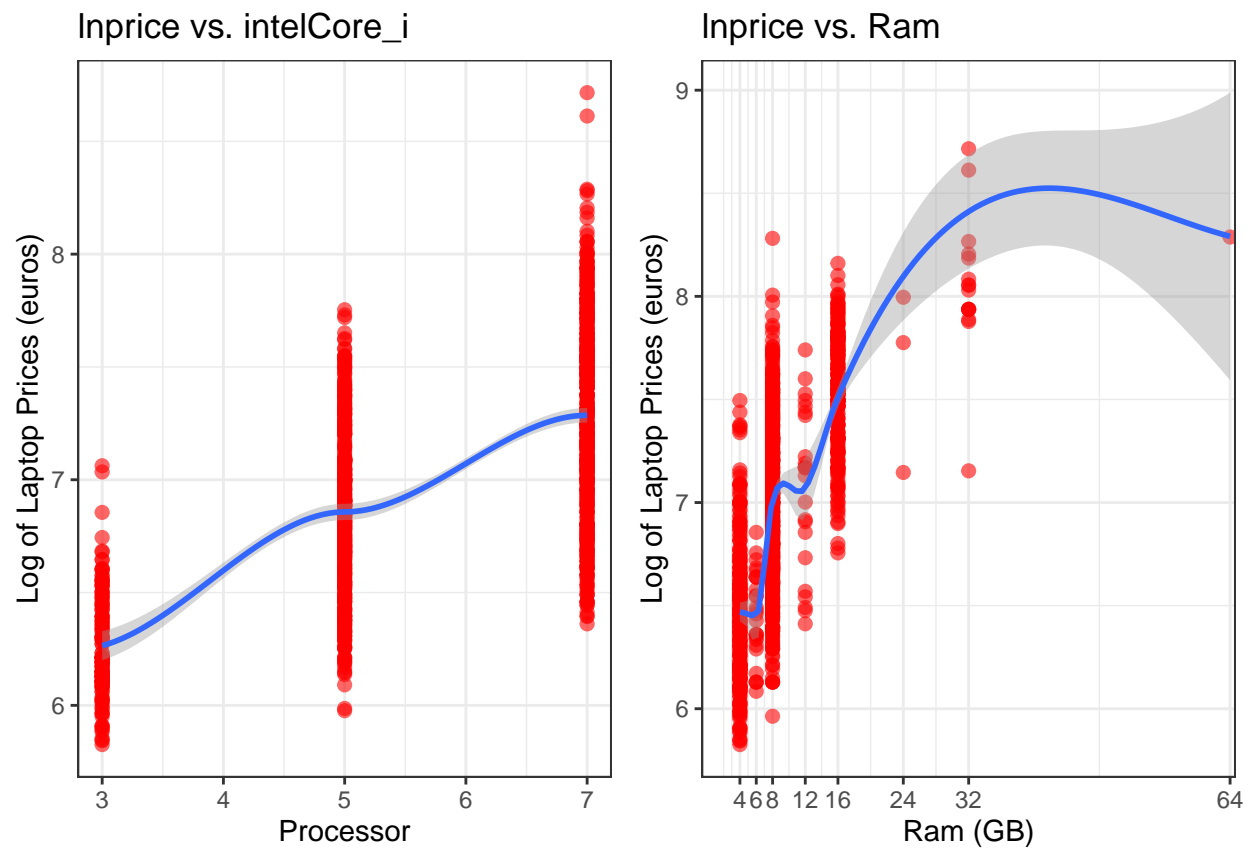 lnprice vs. intelCore_i
Log of Laptop Prices (euros)
8
7
6
3 4 5 6 7
Processor
lnprice vs. Ram
Log of Laptop Prices (euros)
9
8
7
6
4 6 8 12 16 24 32 64
Ram (GB)